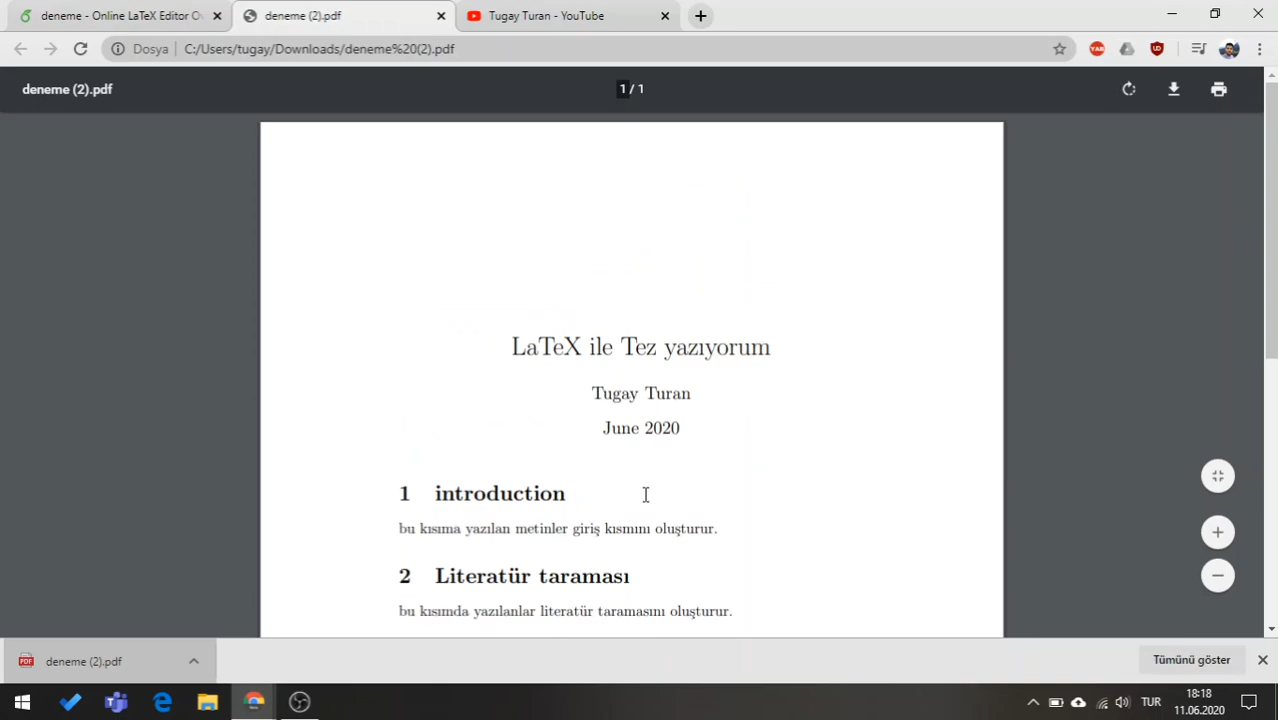 deneme - Online LaTeX Editor Ov
deneme (2).pdf
Tugay Turan - YouTube
Dosya
C:/Users/tugay/Downloads/deneme%20(2).pdf
deneme (2).pdf
1 / 1
LaTeX ile Tez yazıyorum
Tugay Turan
June 2020
1 introduction
bu kısıma yazılan metinler giriş kısmını oluşturur.
2 Literatür taraması
bu kısımda yazılanlar literatür taramasını oluşturur.
deneme (2).pdf
Tümünü göster
TUR
18:18
11.06.2020